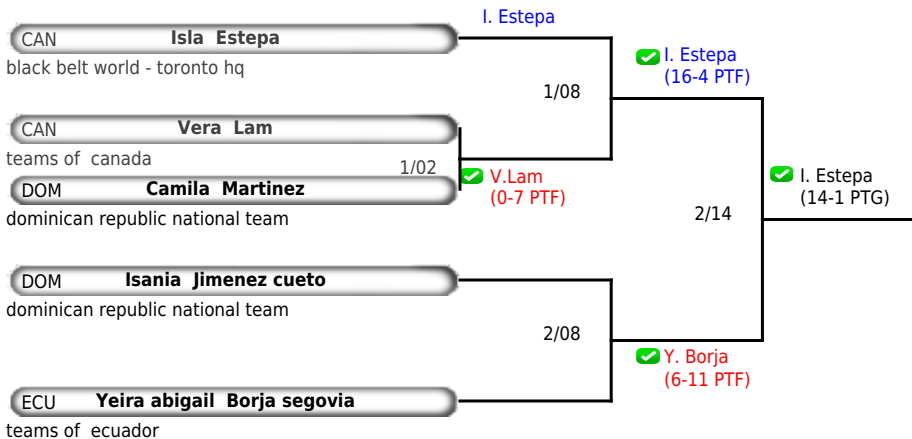 I. Estepa
CAN Isla Estepa
black belt world - toronto hq
I. Estepa
(16-4 PTF)
1/08
CAN Vera Lam
teams of canada
1/02
DOM Camila Martinez
dominican republic national team
V.Lam
(0-7 PTF)
I. Estepa
(14-1 PTG)
2/14
DOM Isania Jimenez cueto
dominican republic national team
2/08
Y. Borja
(6-11 PTF)
ECU Yeira abigail Borja segovia
teams of ecuador